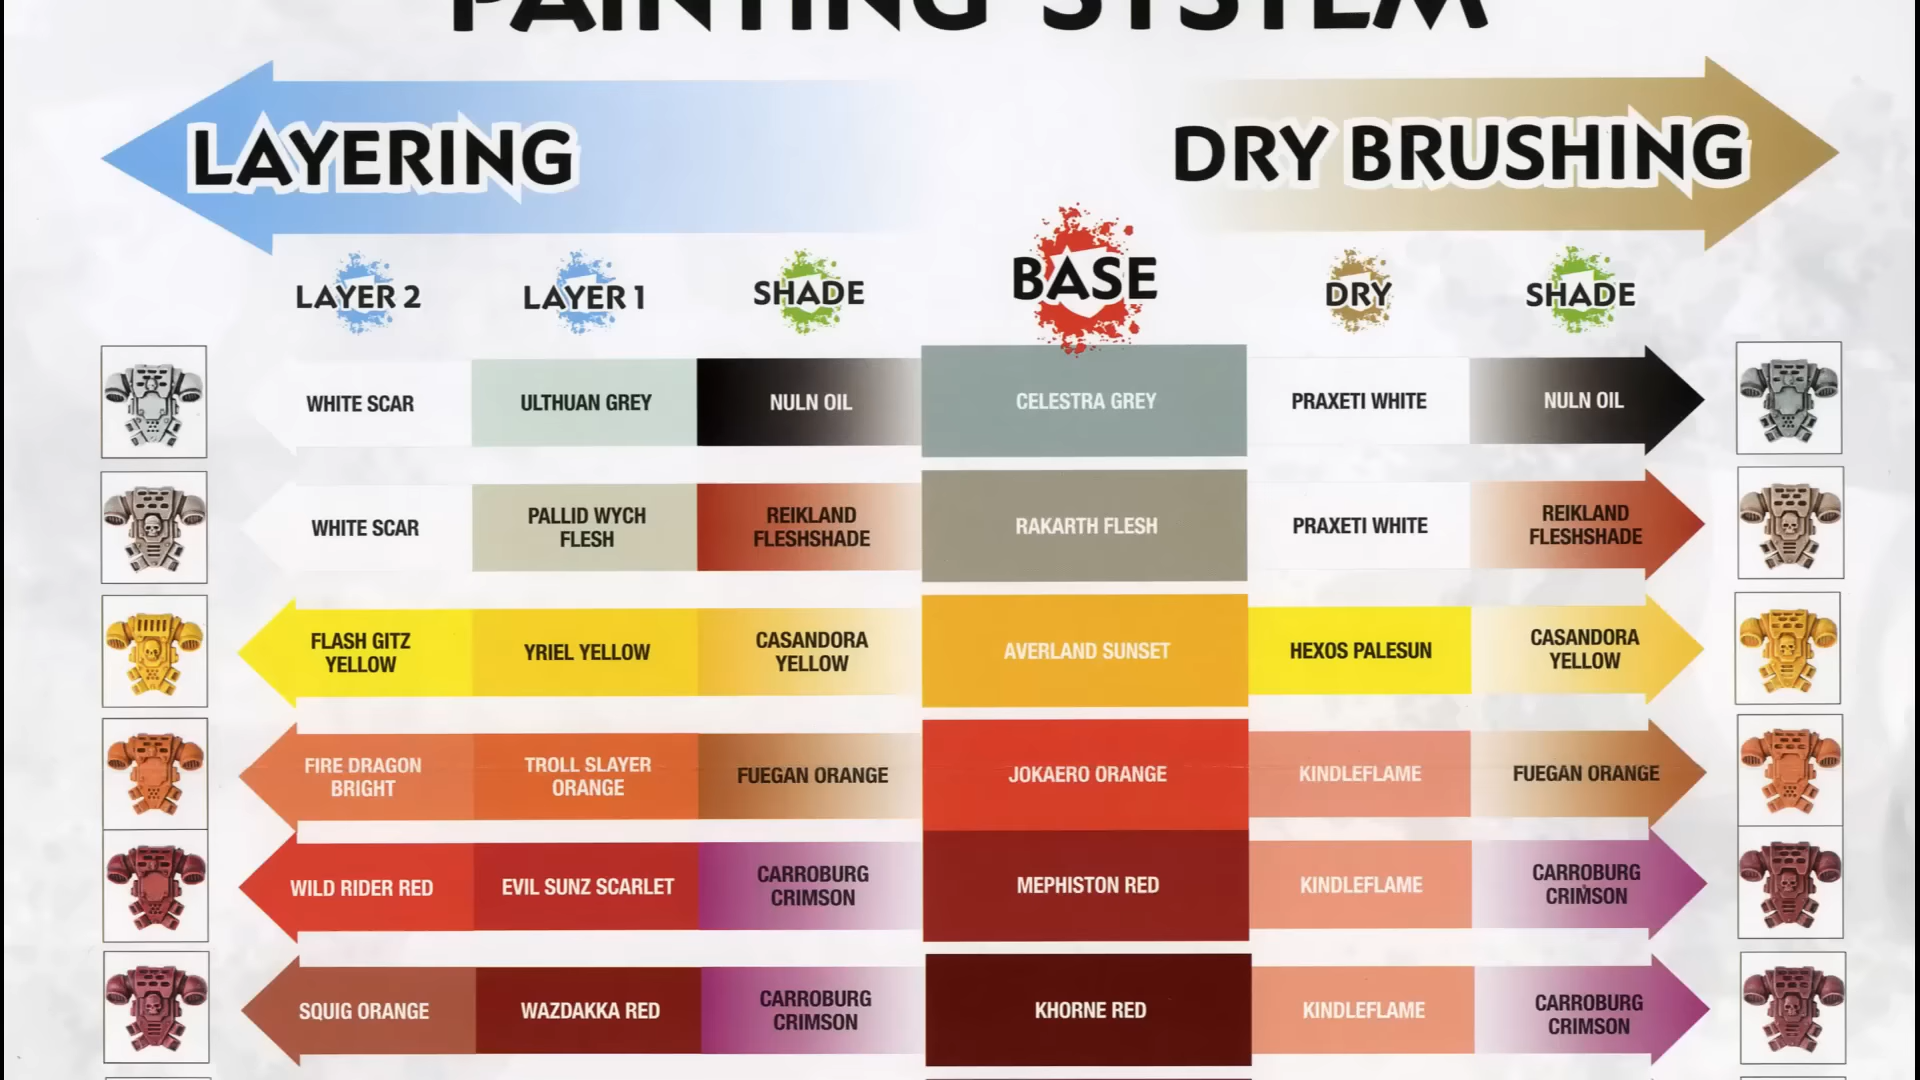 PAINTING SYSTEM
LAYERING
DRY BRUSHING
LAYER 2
LAYER 1
SHADE
BASE
DRY
SHADE
WHITE SCAR
ULTHUAN GREY
NULN OIL
CELESTRA GREY
PRAXETI WHITE
NULN OIL
WHITE SCAR
PALLID WYCH
FLESH
REIKLAND
FLESHSHADE
RAKARTH FLESH
PRAXETI WHITE
REIKLAND
FLESHSHADE
FLASH GITZ
YELLOW
YRIEL YELLOW
CASANDORA
YELLOW
AVERLAND SUNSET
HEXOS PALESUN
CASANDORA
YELLOW
FIRE DRAGON
BRIGHT
TROLL SLAYER
ORANGE
FUEGAN ORANGE
JOKAERO ORANGE
KINDLEFLAME
FUEGAN ORANGE
WILD RIDER RED
EVIL SUNZ SCARLET
CARROBURG
CRIMSON
MEPHISTON RED
KINDLEFLAME
CARROBURG
CRIMSON
SQUIG ORANGE
WAZDAKKA RED
CARROBURG
CRIMSON
KHORNE RED
KINDLEFLAME
CARROBURG
CRIMSON